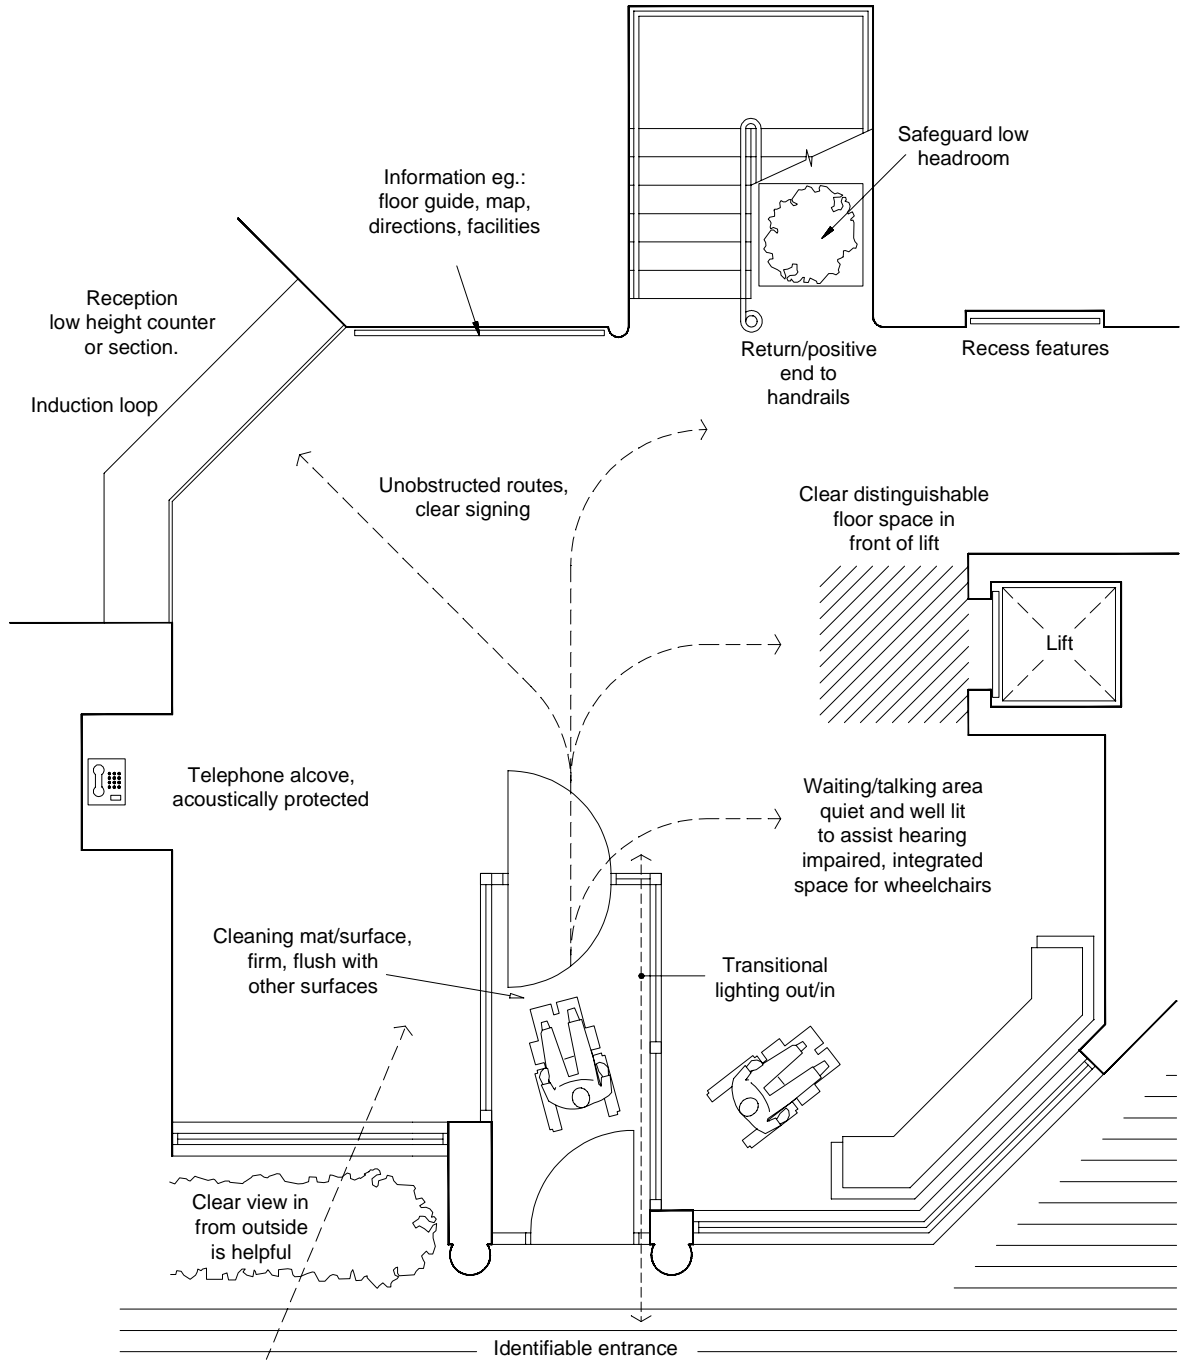 Safeguard low
headroom
Information eg.:
floor guide, map,
directions, facilities
Reception
low height counter
or section.
Induction loop
Return/positive
end to
handrails
Recess features
Unobstructed routes,
clear signing
Clear distinguishable
floor space in
front of lift
Lift
Telephone alcove,
acoustically protected
Waiting/talking area
quiet and well lit
to assist hearing
impaired, integrated
space for wheelchairs
Cleaning mat/surface,
firm, flush with
other surfaces
Transitional
lighting out/in
Clear view in
from outside
is helpful
Identifiable entrance